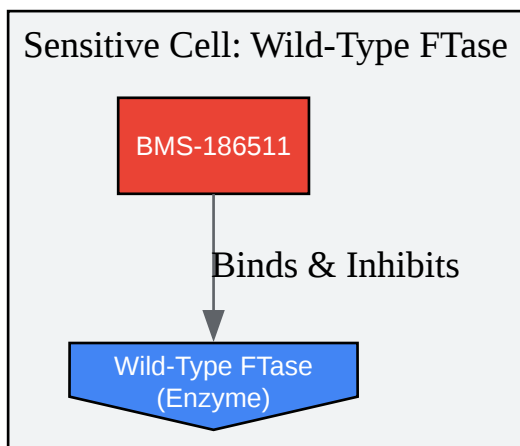 Sensitive Cell: Wild-Type FTase
BMS-186511
Binds & Inhibits
Wild-Type FTase
(Enzyme)